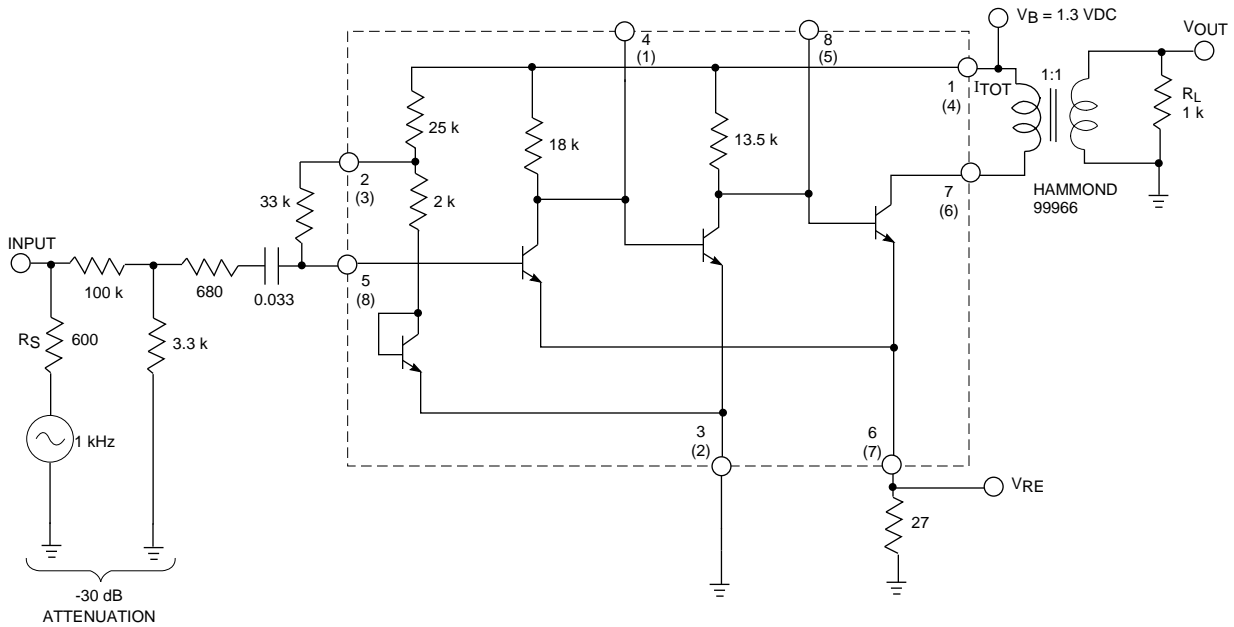 VB = 1.3 VDC
VOUT
4
(1)
8
(5)
1
(4)
ITOT
1:1
RL
1 k
25 k
18 k
13.5 k
2
(3)
2 k
7
(6)
HAMMOND
99966
33 k
INPUT
100 k
680
0.033
5
(8)
RS
600
3.3 k
1 kHz
3
(2)
6
(7)
VRE
27
-30 dB
ATTENUATION